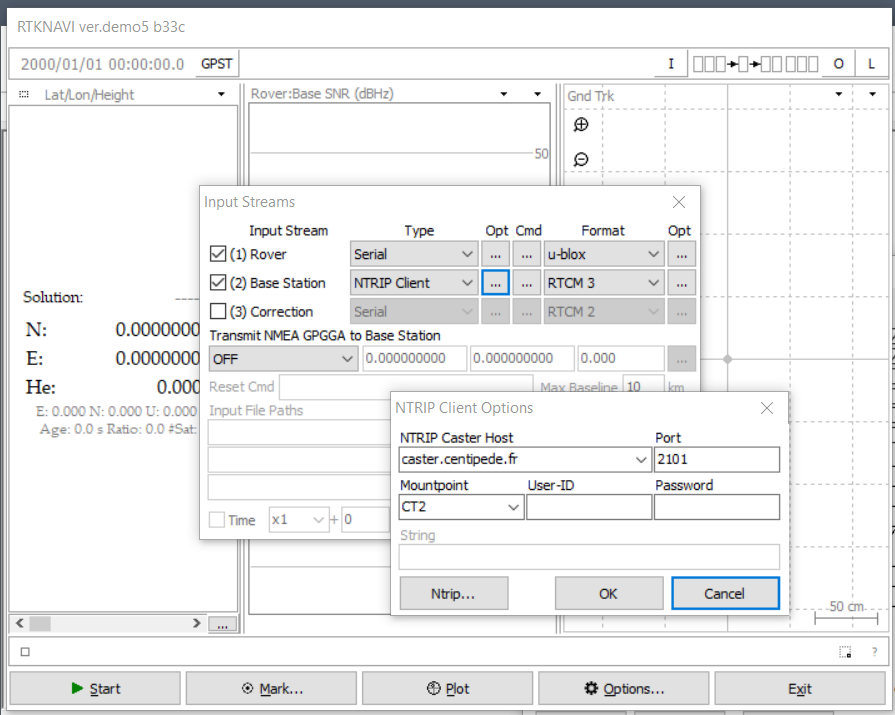 RTKNAVI ver.demo5 b33c
2000/01/01 00:00:00.0 GPST I O L
Lat/Lon/Height
Rover:Base SNR (dBHz)
Gnd Trk
50
Solution: -----
N: 0.0000000
E: 0.0000000
He: 0.000
E: 0.000 N: 0.000 U: 0.000
Age: 0.0 s Ratio: 0.0 #Sat:
Input Streams
Input Stream Type Opt Cmd Format Opt
(1) Rover Serial ... ... u-blox ...
(2) Base Station NTRIP Client ... ... RTCM 3 ...
(3) Correction Serial ... ... RTCM 2 ...
Transmit NMEA GPGGA to Base Station
OFF 0.000000000 0.000000000 0.000 ...
Reset Cmd Max Baseline 10 km
Input File Paths
Time x1 + 0
NTRIP Client Options
NTRIP Caster Host Port
caster.centipede.fr 2101
Mountpoint User-ID Password
CT2
String
Ntrip... OK Cancel
50 cm
...
?
Start Mark... Plot Options... Exit